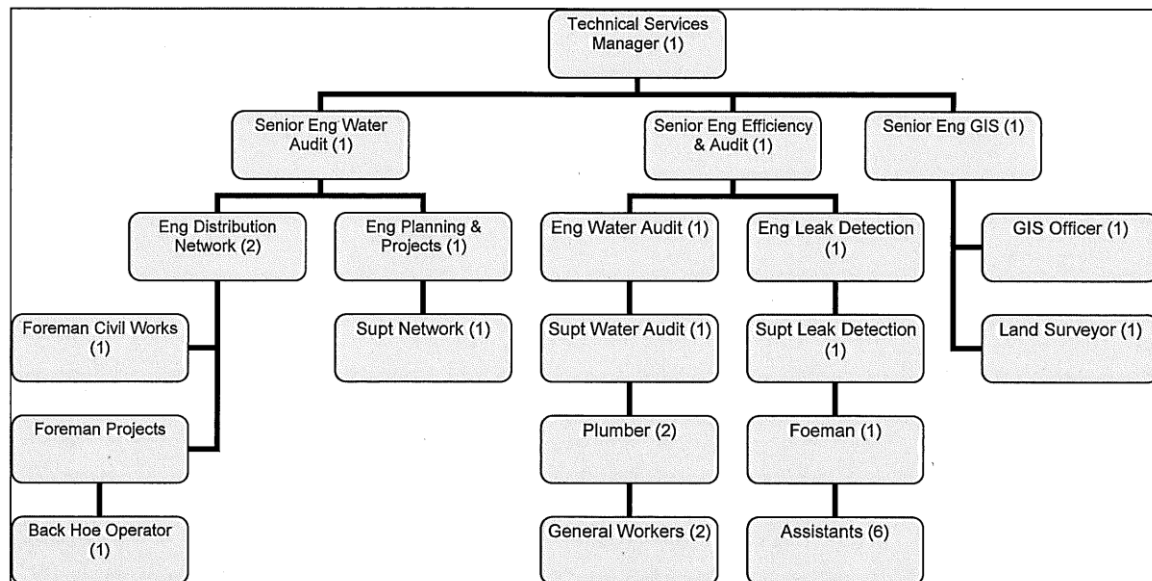 Technical Services
Manager (1)
Senior Eng Water
Audit (1)
Senior Eng Efficiency
& Audit (1)
Senior Eng GIS (1)
Eng Distribution
Network (2)
Eng Planning &
Projects (1)
Eng Water Audit (1)
Eng Leak Detection
(1)
GIS Officer (1)
Foreman Civil Works
(1)
Supt Network (1)
Supt Water Audit (1)
Supt Leak Detection
(1)
Land Surveyor (1)
Foreman Projects
Plumber (2)
Foeman (1)
Back Hoe Operator
(1)
General Workers (2)
Assistants (6)